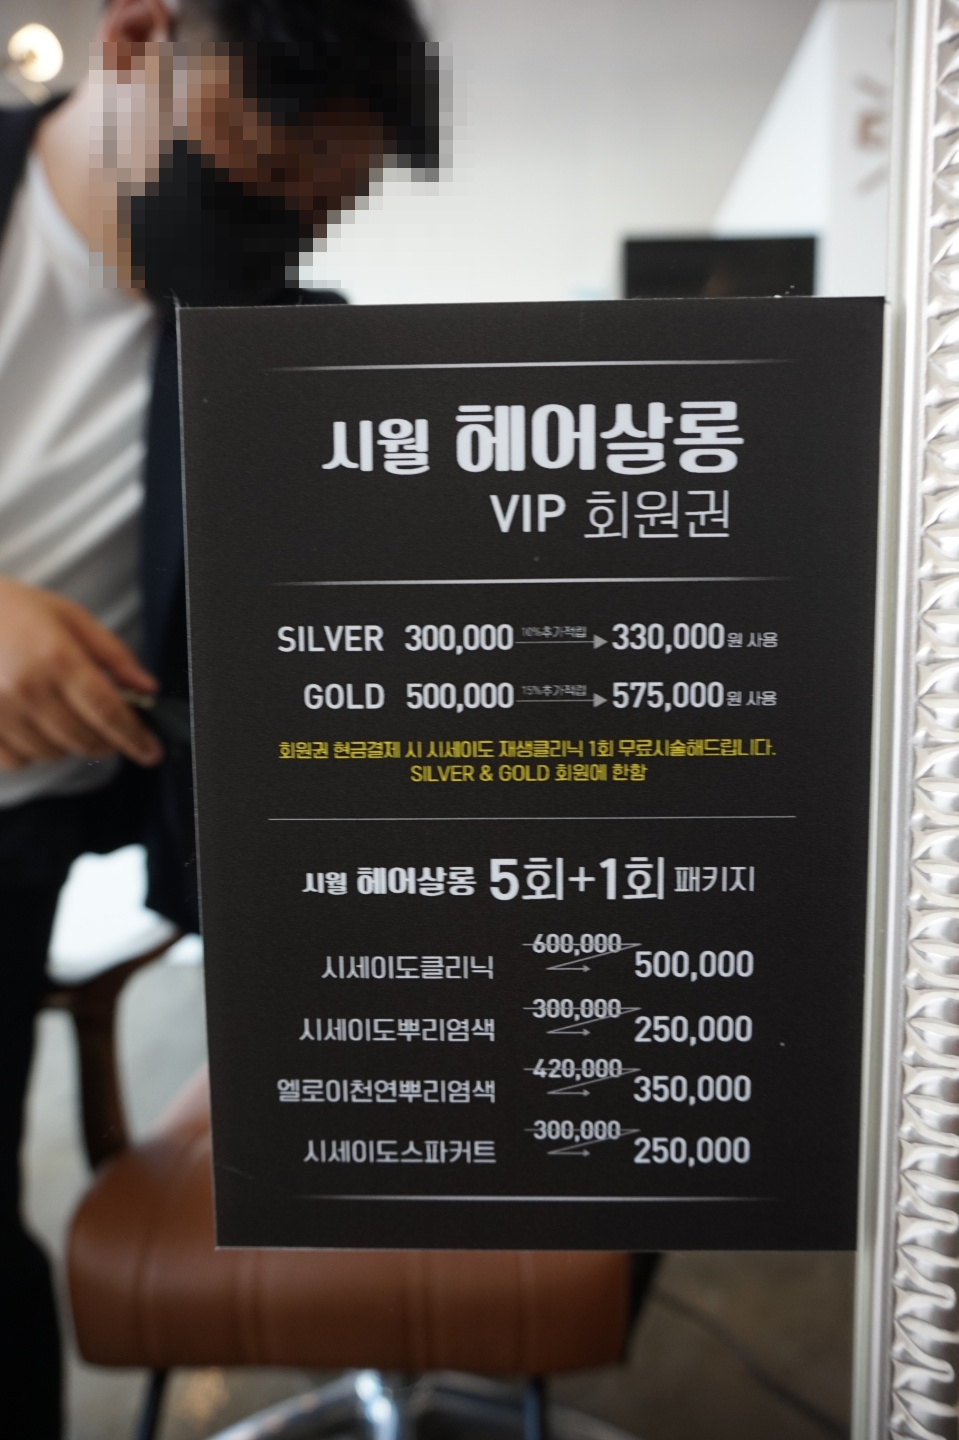 시월 헤어살롱
VIP 회원권
SILVER 300,000 10%추가적립 330,000원 사용
GOLD 500,000 15%추가적립 575,000원 사용
회원권 현금결제 시 시세이도 재생클리닉 1회 무료시술해드립니다.
SILVER & GOLD 회원에 한함
시월 헤어살롱 5회+1회 패키지
시세이도클리닉 600,000 500,000
시세이도뿌리염색 300,000 250,000
엘로이천연뿌리염색 420,000 350,000
시세이도스파커트 300,000 250,000